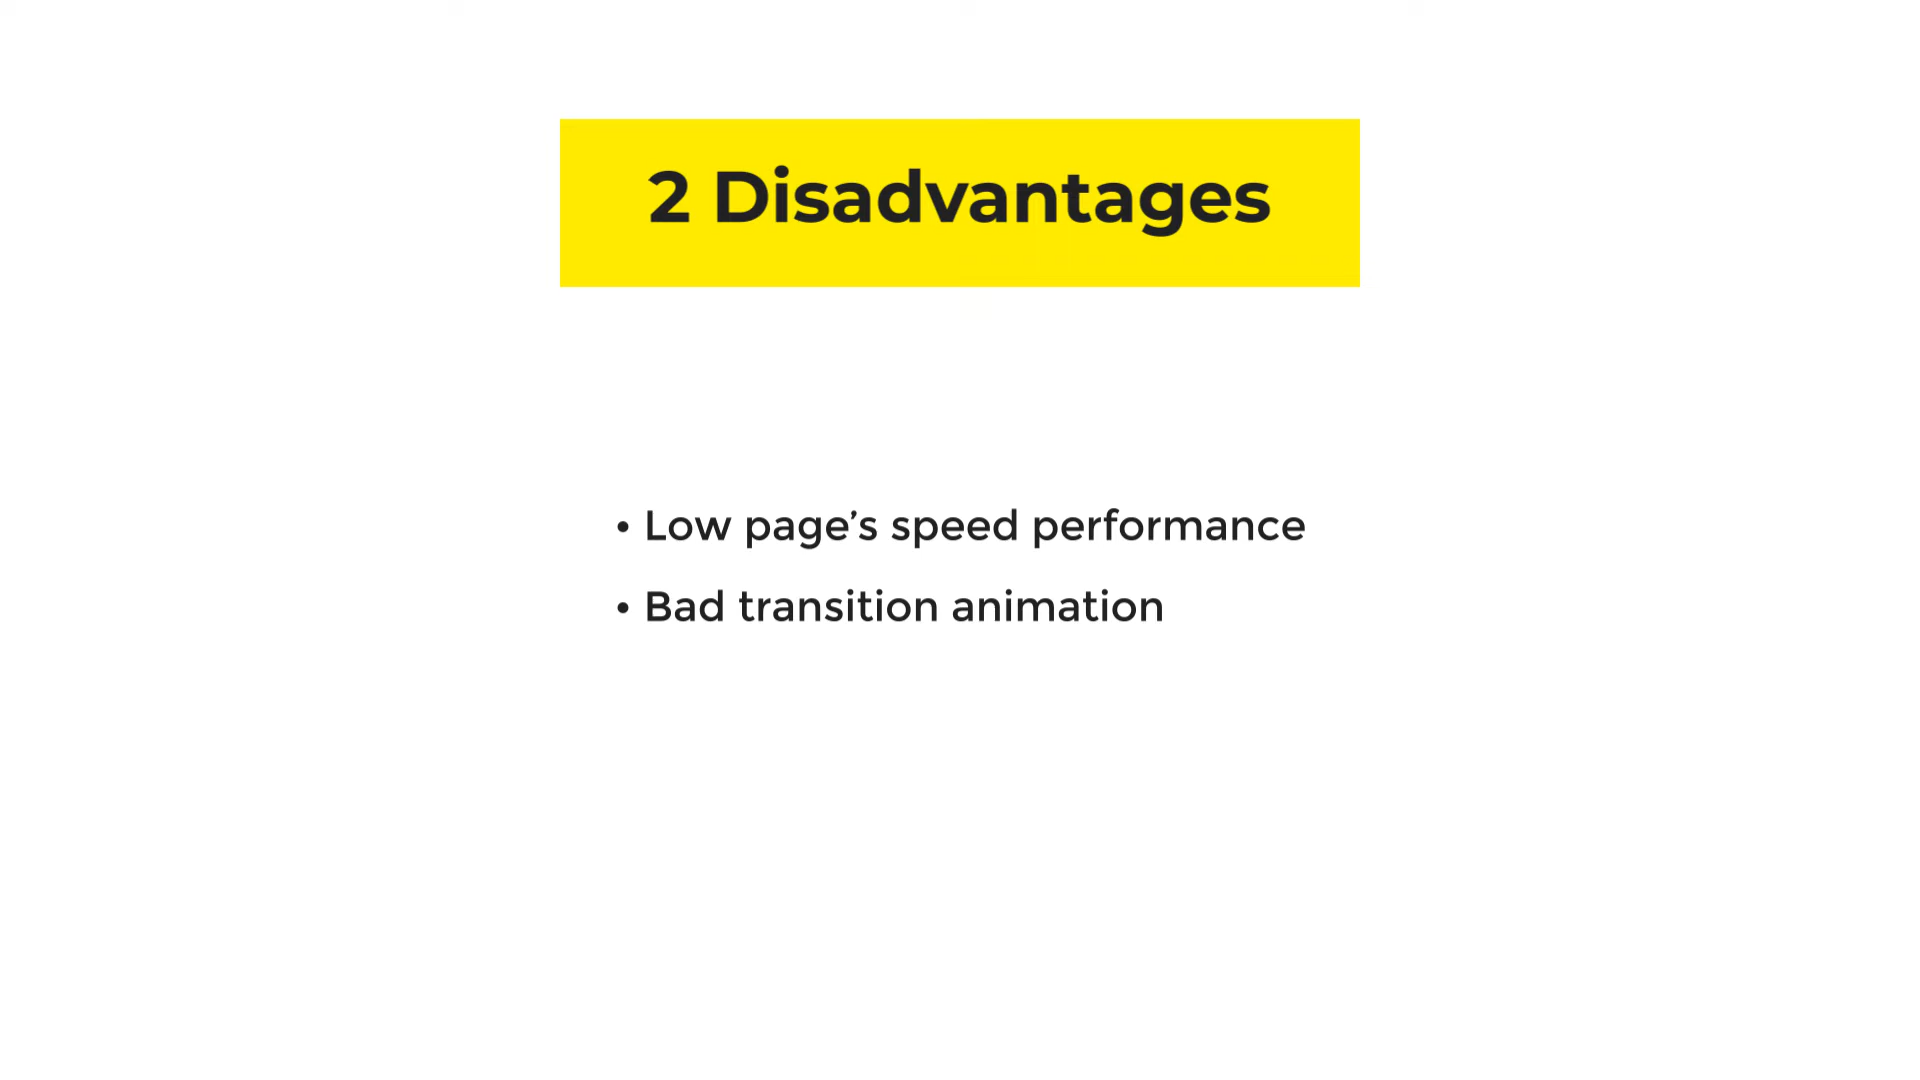 2 Disadvantages
• Low page’s speed performance
• Bad transition animation